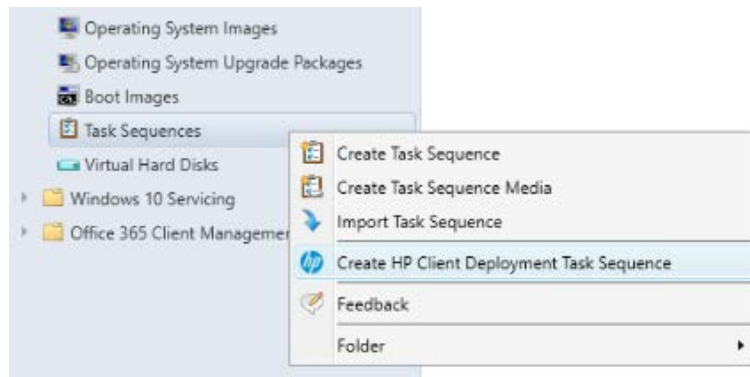 Operating System Images
Operating System Upgrade Packages
Boot Images
Task Sequences
Virtual Hard Disks
Windows 10 Servicing
Office 365 Client Managemen
Create Task Sequence
Create Task Sequence Media
Import Task Sequence
hp Create HP Client Deployment Task Sequence
Feedback
Folder